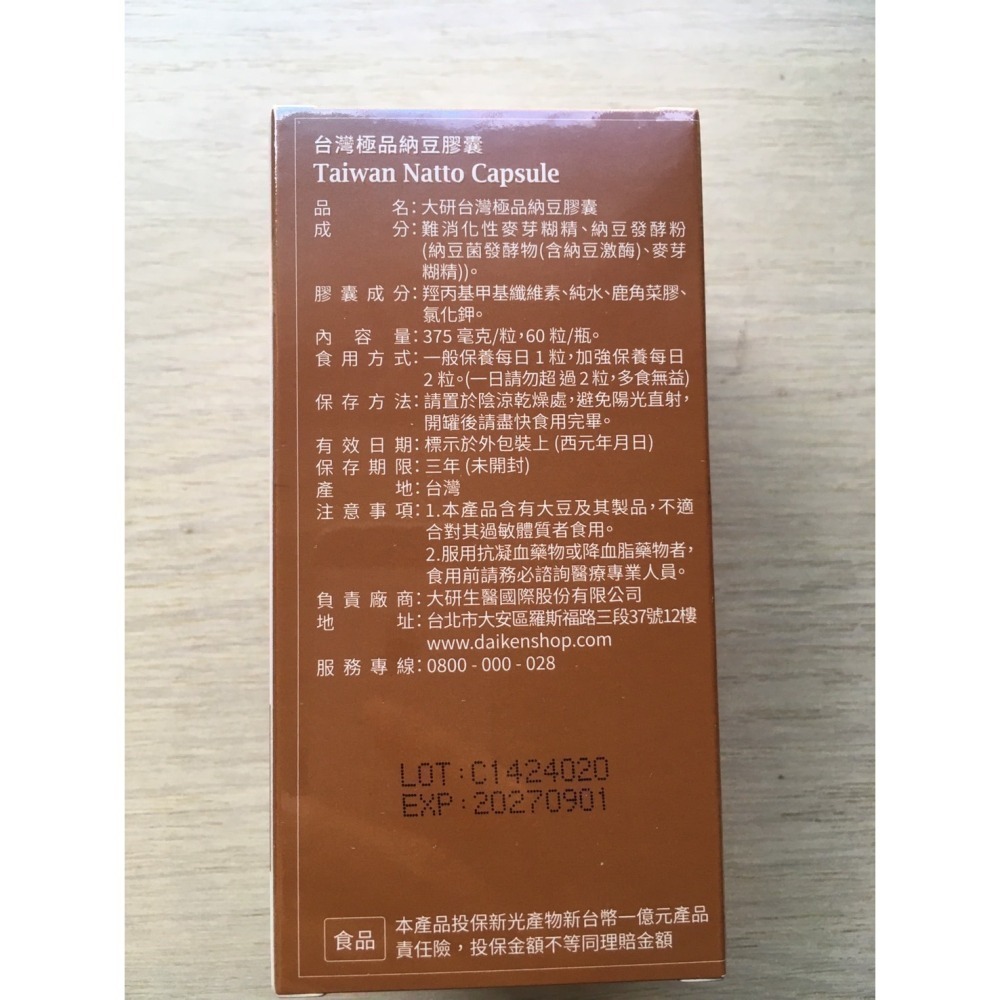 台灣極品納豆膠囊
Taiwan Natto Capsule
品名：大研台灣極品納豆膠囊
成分：難消化性麥芽糊精、納豆發酵粉
(納豆菌發酵物(含納豆激酶)、麥芽
糊精))。
膠囊成分：羥丙基甲基纖維素、純水、鹿角菜膠、
氯化鉀。
內容量：375 毫克/粒，60 粒/瓶。
食用方式：一般保養每日 1 粒，加強保養每日
2 粒。(一日請勿超過 2 粒，多食無益)
保存方法：請置於陰涼乾燥處，避免陽光直射，
開罐後請盡快食用完畢。
有效日期：標示於外包裝上 (西元年月日)
保存期限：三年 (未開封)
產地：台灣
注意事項：1.本產品含有大豆及其製品，不適
合對其過敏體質者食用。
2.服用抗凝血藥物或降血脂藥物者，
食用前請務必諮詢醫療專業人員。
負責廠商：大研生醫國際股份有限公司
地址：台北市大安區羅斯福路三段37號12樓
www.daikenshop.com
服務專線：0800 - 000 - 028
LOT：C1424020
EXP：20270901
食品
本產品投保新光產物新台幣一億元產品
責任險，投保金額不等同理賠金額